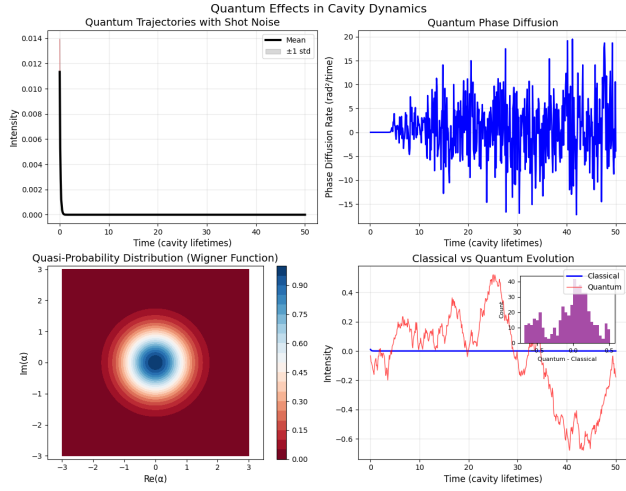 Quantum Effects in Cavity Dynamics
Quantum Trajectories with Shot Noise
Mean
±1 std
Intensity
0.014
0.012
0.010
0.008
0.006
0.004
0.002
0.000
0 10 20 30 40 50
Time (cavity lifetimes)
Quantum Phase Diffusion
Phase Diffusion Rate (rad²/time)
20
15
10
5
0
−5
−10
−15
0 10 20 30 40 50
Time (cavity lifetimes)
Quasi-Probability Distribution (Wigner Function)
Im(α)
3
2
1
0
−1
−2
−3
−3 −2 −1 0 1 2 3
Re(α)
0.90
0.75
0.60
0.45
0.30
0.15
0.00
Classical vs Quantum Evolution
Classical
Quantum
Intensity
0.4
0.2
0.0
−0.2
−0.4
−0.6
0 10 20 30 40 50
Time (cavity lifetimes)
Count
40
20
0
−0.5 0.0 0.5
Quantum - Classical